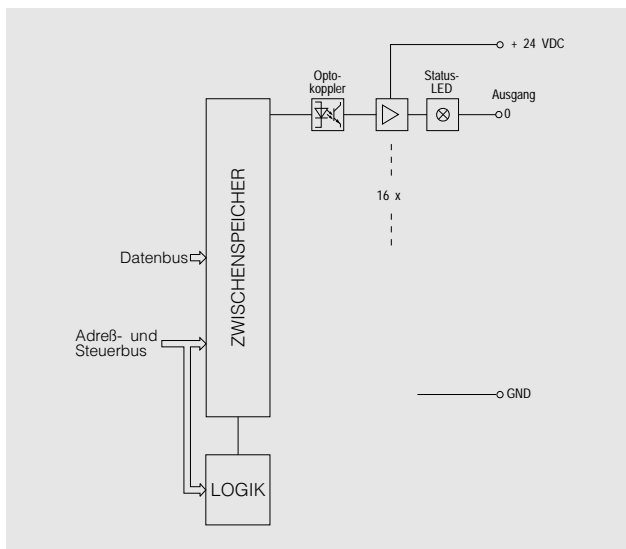 + 24 VDC
Opto-
koppler
Status-
LED
Ausgang
0
16 x
ZWISCHENSPEICHER
Datenbus
Adreß- und
Steuerbus
GND
LOGIK